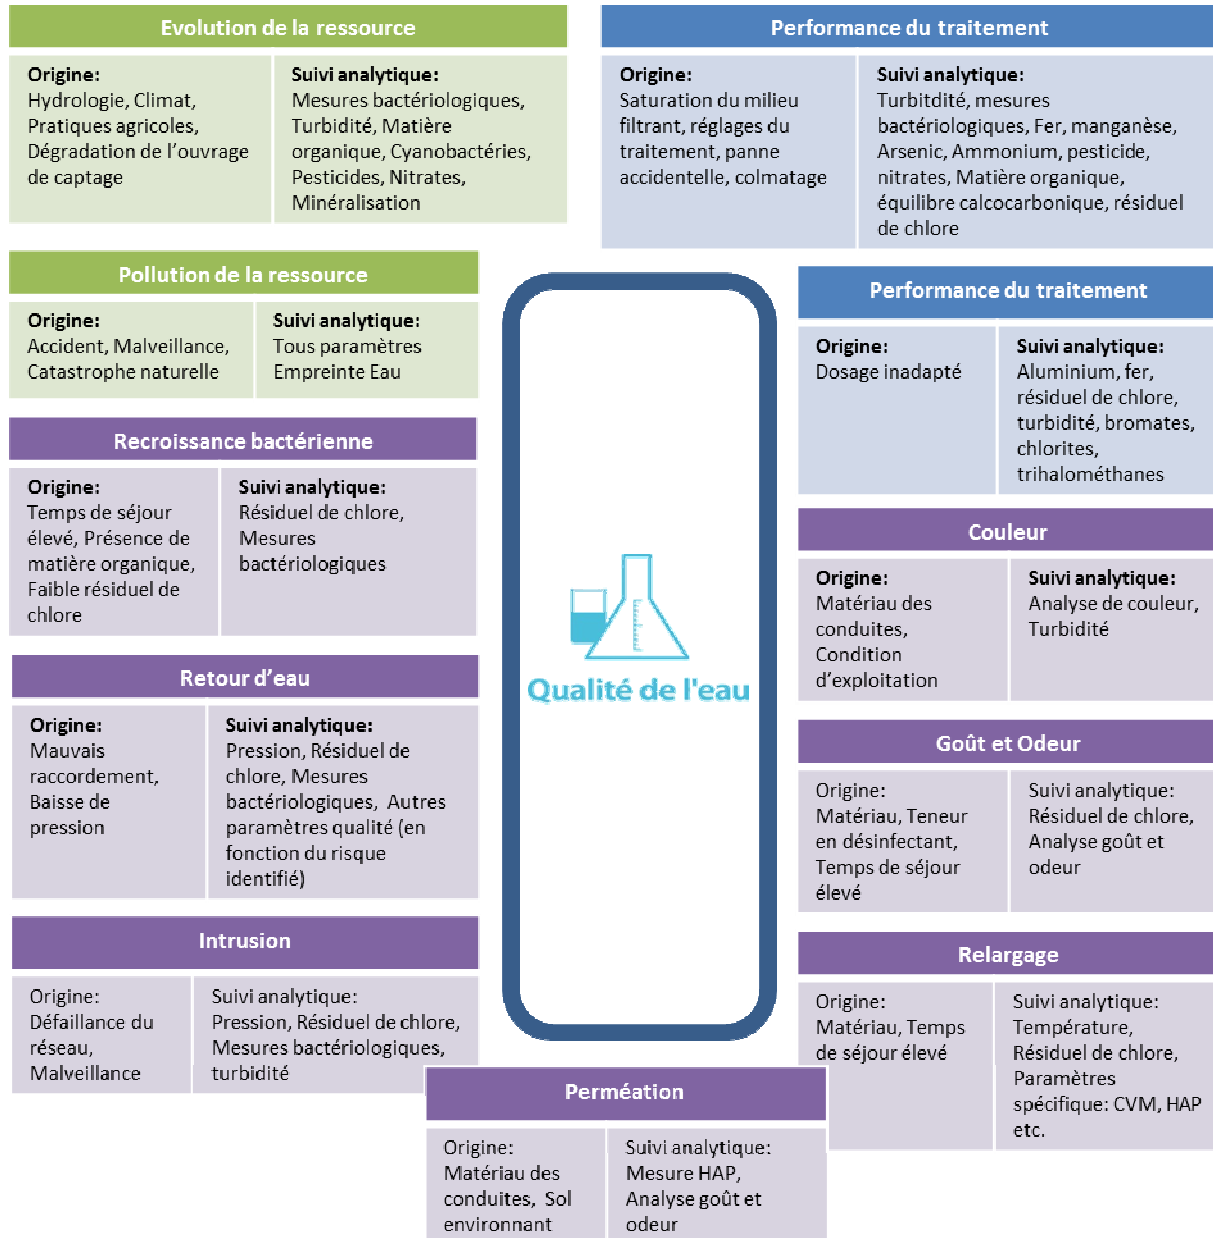 Evolution de la ressource
Origine:
Hydrologie, Climat,
Pratiques agricoles,
Dégradation de l'ouvrage
de captage
Suivi analytique:
Mesures bactériologiques,
Turbidité, Matière
organique, Cyanobactéries,
Pesticides, Nitrates,
Minéralisation
Performance du traitement
Origine:
Saturation du milieu
filtrant, réglages du
traitement, panne
accidentelle, colmatage
Suivi analytique:
Turbitdité, mesures
bactériologiques, Fer, manganèse,
Arsenic, Ammonium, pesticide,
nitrates, Matière organique,
équilibre calcocarbonique, résiduel
de chlore
Pollution de la ressource
Origine:
Accident, Malveillance,
Catastrophe naturelle
Suivi analytique:
Tous paramètres
Empreinte Eau
Performance du traitement
Origine:
Dosage inadapté
Suivi analytique:
Aluminium, fer,
résiduel de chlore,
turbidité, bromates,
chlorites,
trihalométhanes
Recroissance bactérienne
Origine:
Temps de séjour
élevé, Présence de
matière organique,
Faible résiduel de
chlore
Suivi analytique:
Résiduel de chlore,
Mesures
bactériologiques
Couleur
Origine:
Matériau des
conduites,
Condition
d'exploitation
Suivi analytique:
Analyse de couleur,
Turbidité
Qualité de l'eau
Retour d'eau
Origine:
Mauvais
raccordement,
Baisse de
pression
Suivi analytique:
Pression, Résiduel de
chlore, Mesures
bactériologiques, Autres
paramètres qualité (en
fonction du risque
identifié)
Goût et Odeur
Origine:
Matériau, Teneur
en désinfectant,
Temps de séjour
élevé
Suivi analytique:
Résiduel de chlore,
Analyse goût et
odeur
Intrusion
Origine:
Défaillance du
réseau,
Malveillance
Suivi analytique:
Pression, Résiduel de chlore,
Mesures bactériologiques,
turbidité
Relargage
Origine:
Matériau, Temps
de séjour élevé
Suivi analytique:
Température,
Résiduel de chlore,
Paramètres
spécifique: CVM, HAP
etc.
Perméation
Origine:
Matériau des
conduites, Sol
environnant
Suivi analytique:
Mesure HAP,
Analyse goût et
odeur